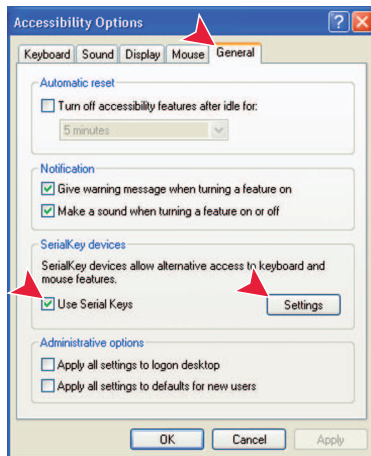 Accessibility Options
Keyboard Sound Display Mouse General
Automatic reset
Turn off accessibility features after idle for:
5 minutes
Notification
Give warning message when turning a feature on
Make a sound when turning a feature on or off
SerialKey devices
SerialKey devices allow alternative access to keyboard and
mouse features.
Use Serial Keys Settings
Administrative options
Apply all settings to logon desktop
Apply all settings to defaults for new users
OK Cancel Apply